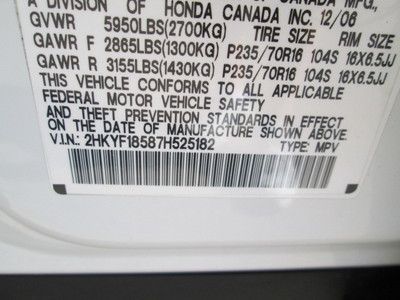 CANADA MFG.,
A DIVISION OF HONDA CANADA INC. 12/06
GVWR 5950LBS(2700KG) TIRE SIZE RIM SIZE
GAWR F 2865LBS(1300KG) P235/70R16 104S 16X6.5JJ
GAWR R 3155LBS(1430KG) P235/70R16 104S 16X6.5JJ
THIS VEHICLE CONFORMS TO ALL APPLICABLE
FEDERAL MOTOR VEHICLE SAFETY
AND THEFT PREVENTION STANDARDS IN EFFECT ON
THE DATE OF MANUFACTURE SHOWN ABOVE.
V.I.N.: 2HKYF18587H525182 TYPE: MPV